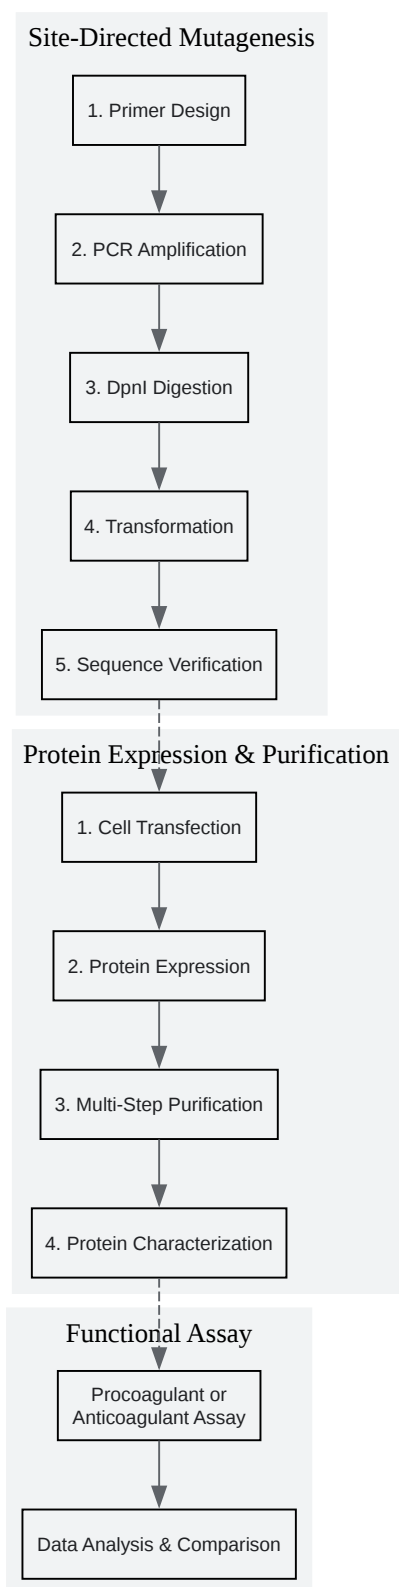 Site-Directed Mutagenesis
1. Primer Design
2. PCR Amplification
3. DpnI Digestion
4. Transformation
5. Sequence Verification
Protein Expression & Purification
1. Cell Transfection
2. Protein Expression
3. Multi-Step Purification
4. Protein Characterization
Functional Assay
Procoagulant or
Anticoagulant Assay
Data Analysis & Comparison